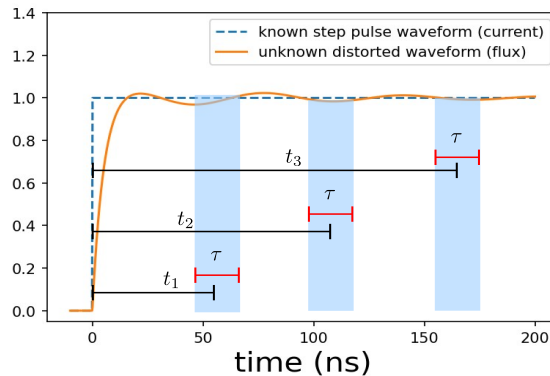 1.4
known step pulse waveform (current)
unknown distorted waveform (flux)
1.2
1.0
0.8
τ
t₃
0.6
τ
0.4
t₂
τ
0.2
t₁
0.0
0 50 100 150 200
time (ns)